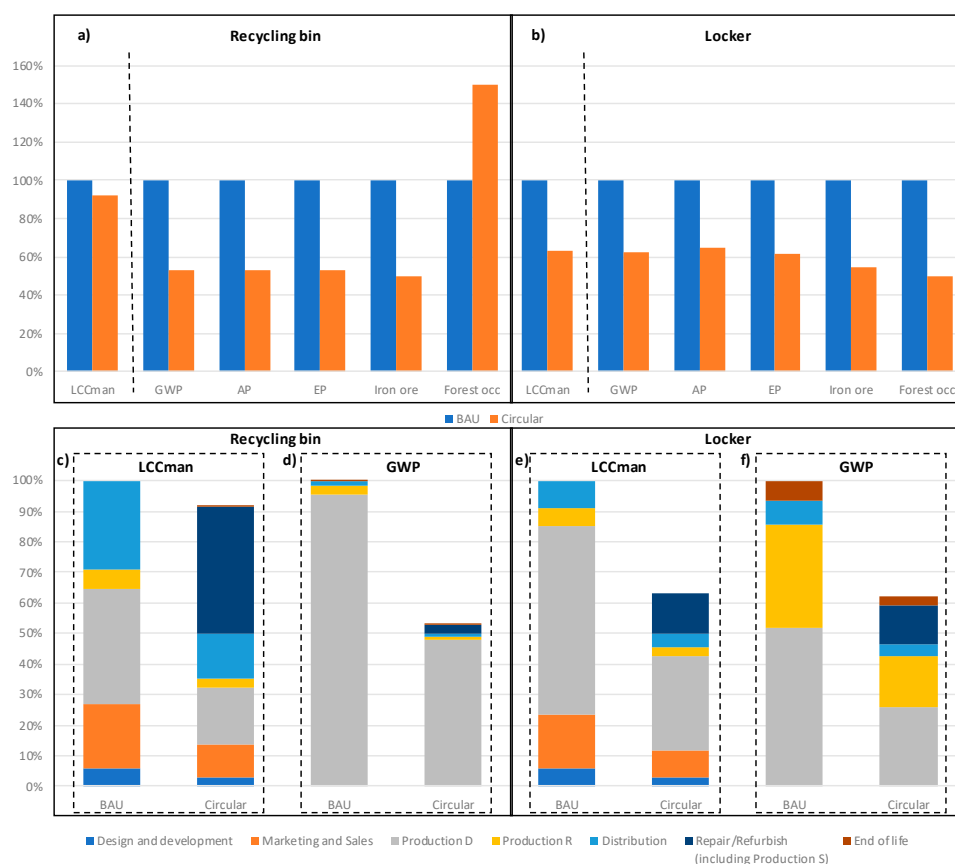 a) Recycling bin
b) Locker
160%
140%
120%
100%
80%
60%
40%
20%
0%
LCCman GWP AP EP Iron ore Forest occ
LCCman GWP AP EP Iron ore Forest occ
BAU Circular
Recycling bin
Locker
c) LCCman
d) GWP
e) LCCman
f) GWP
100%
90%
80%
70%
60%
50%
40%
30%
20%
10%
0%
BAU Circular
BAU Circular
BAU Circular
BAU Circular
Design and development Marketing and Sales Production D Production R Distribution Repair/Refurbish End of life
(including Production S)